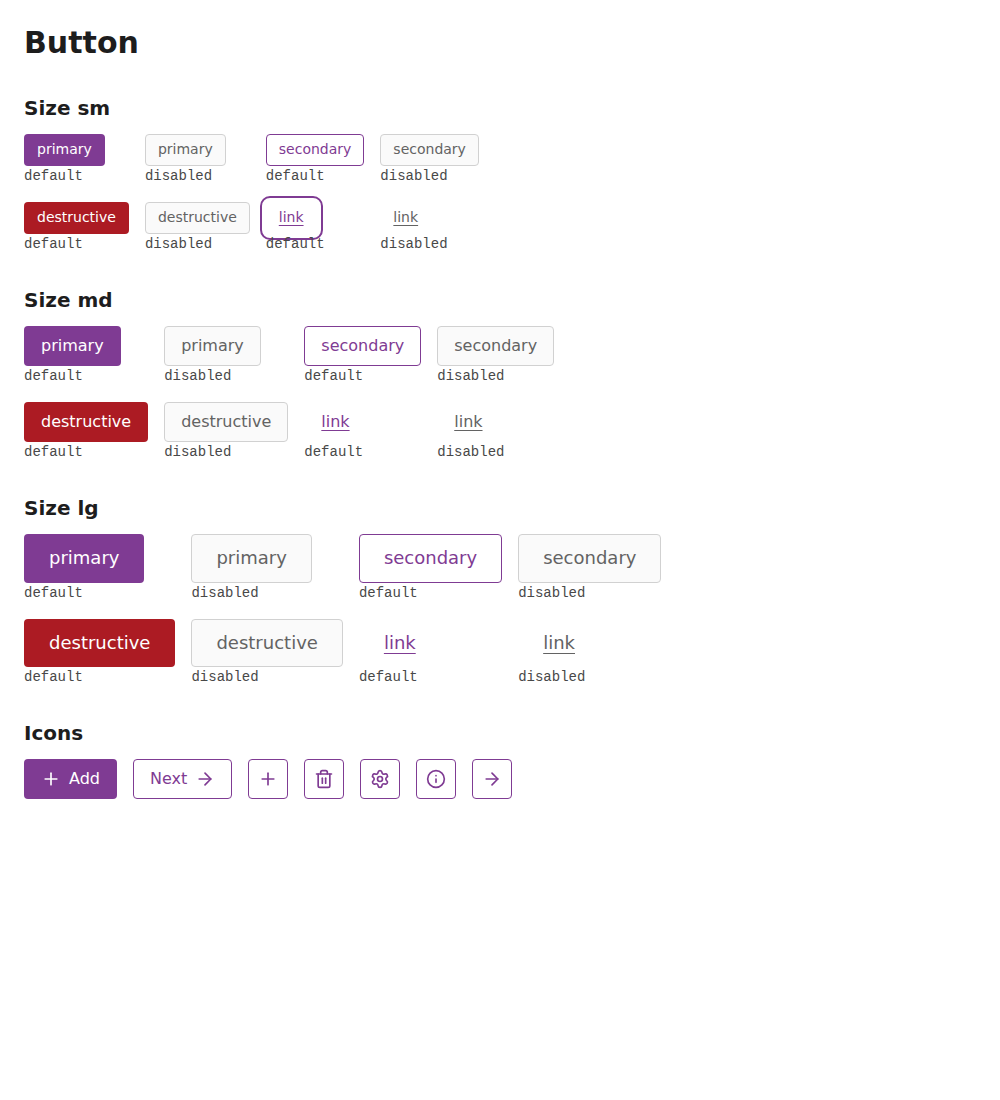 Button
Size sm
primary primary secondary secondary
default disabled default disabled
destructive destructive link link
default disabled default disabled
Size md
primary primary secondary secondary
default disabled default disabled
destructive destructive link link
default disabled default disabled
Size lg
primary primary secondary secondary
default disabled default disabled
destructive destructive link link
default disabled default disabled
Icons
Add Next